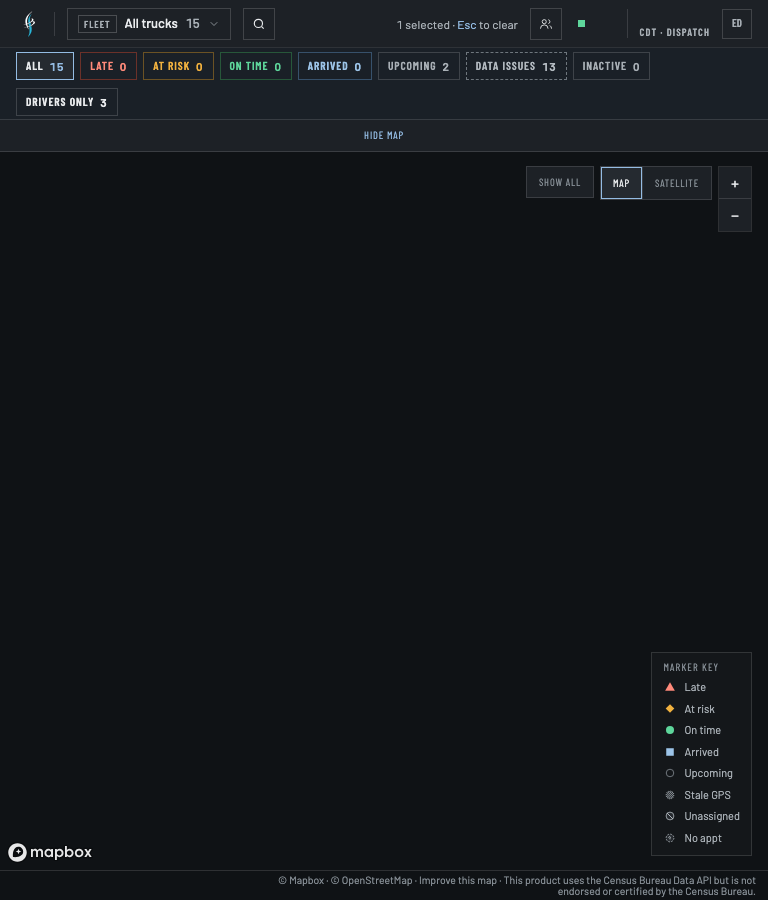 FLEET All trucks 15
1 selected · Esc to clear
CDT · DISPATCH
ED
ALL 15
LATE 0
AT RISK 0
ON TIME 0
ARRIVED 0
UPCOMING 2
DATA ISSUES 13
INACTIVE 0
DRIVERS ONLY 3
HIDE MAP
SHOW ALL
MAP
SATELLITE
+
−
MARKER KEY
Late
At risk
On time
Arrived
Upcoming
Stale GPS
Unassigned
No appt
mapbox
© Mapbox · © OpenStreetMap · Improve this map · This product uses the Census Bureau Data API but is not
endorsed or certified by the Census Bureau.